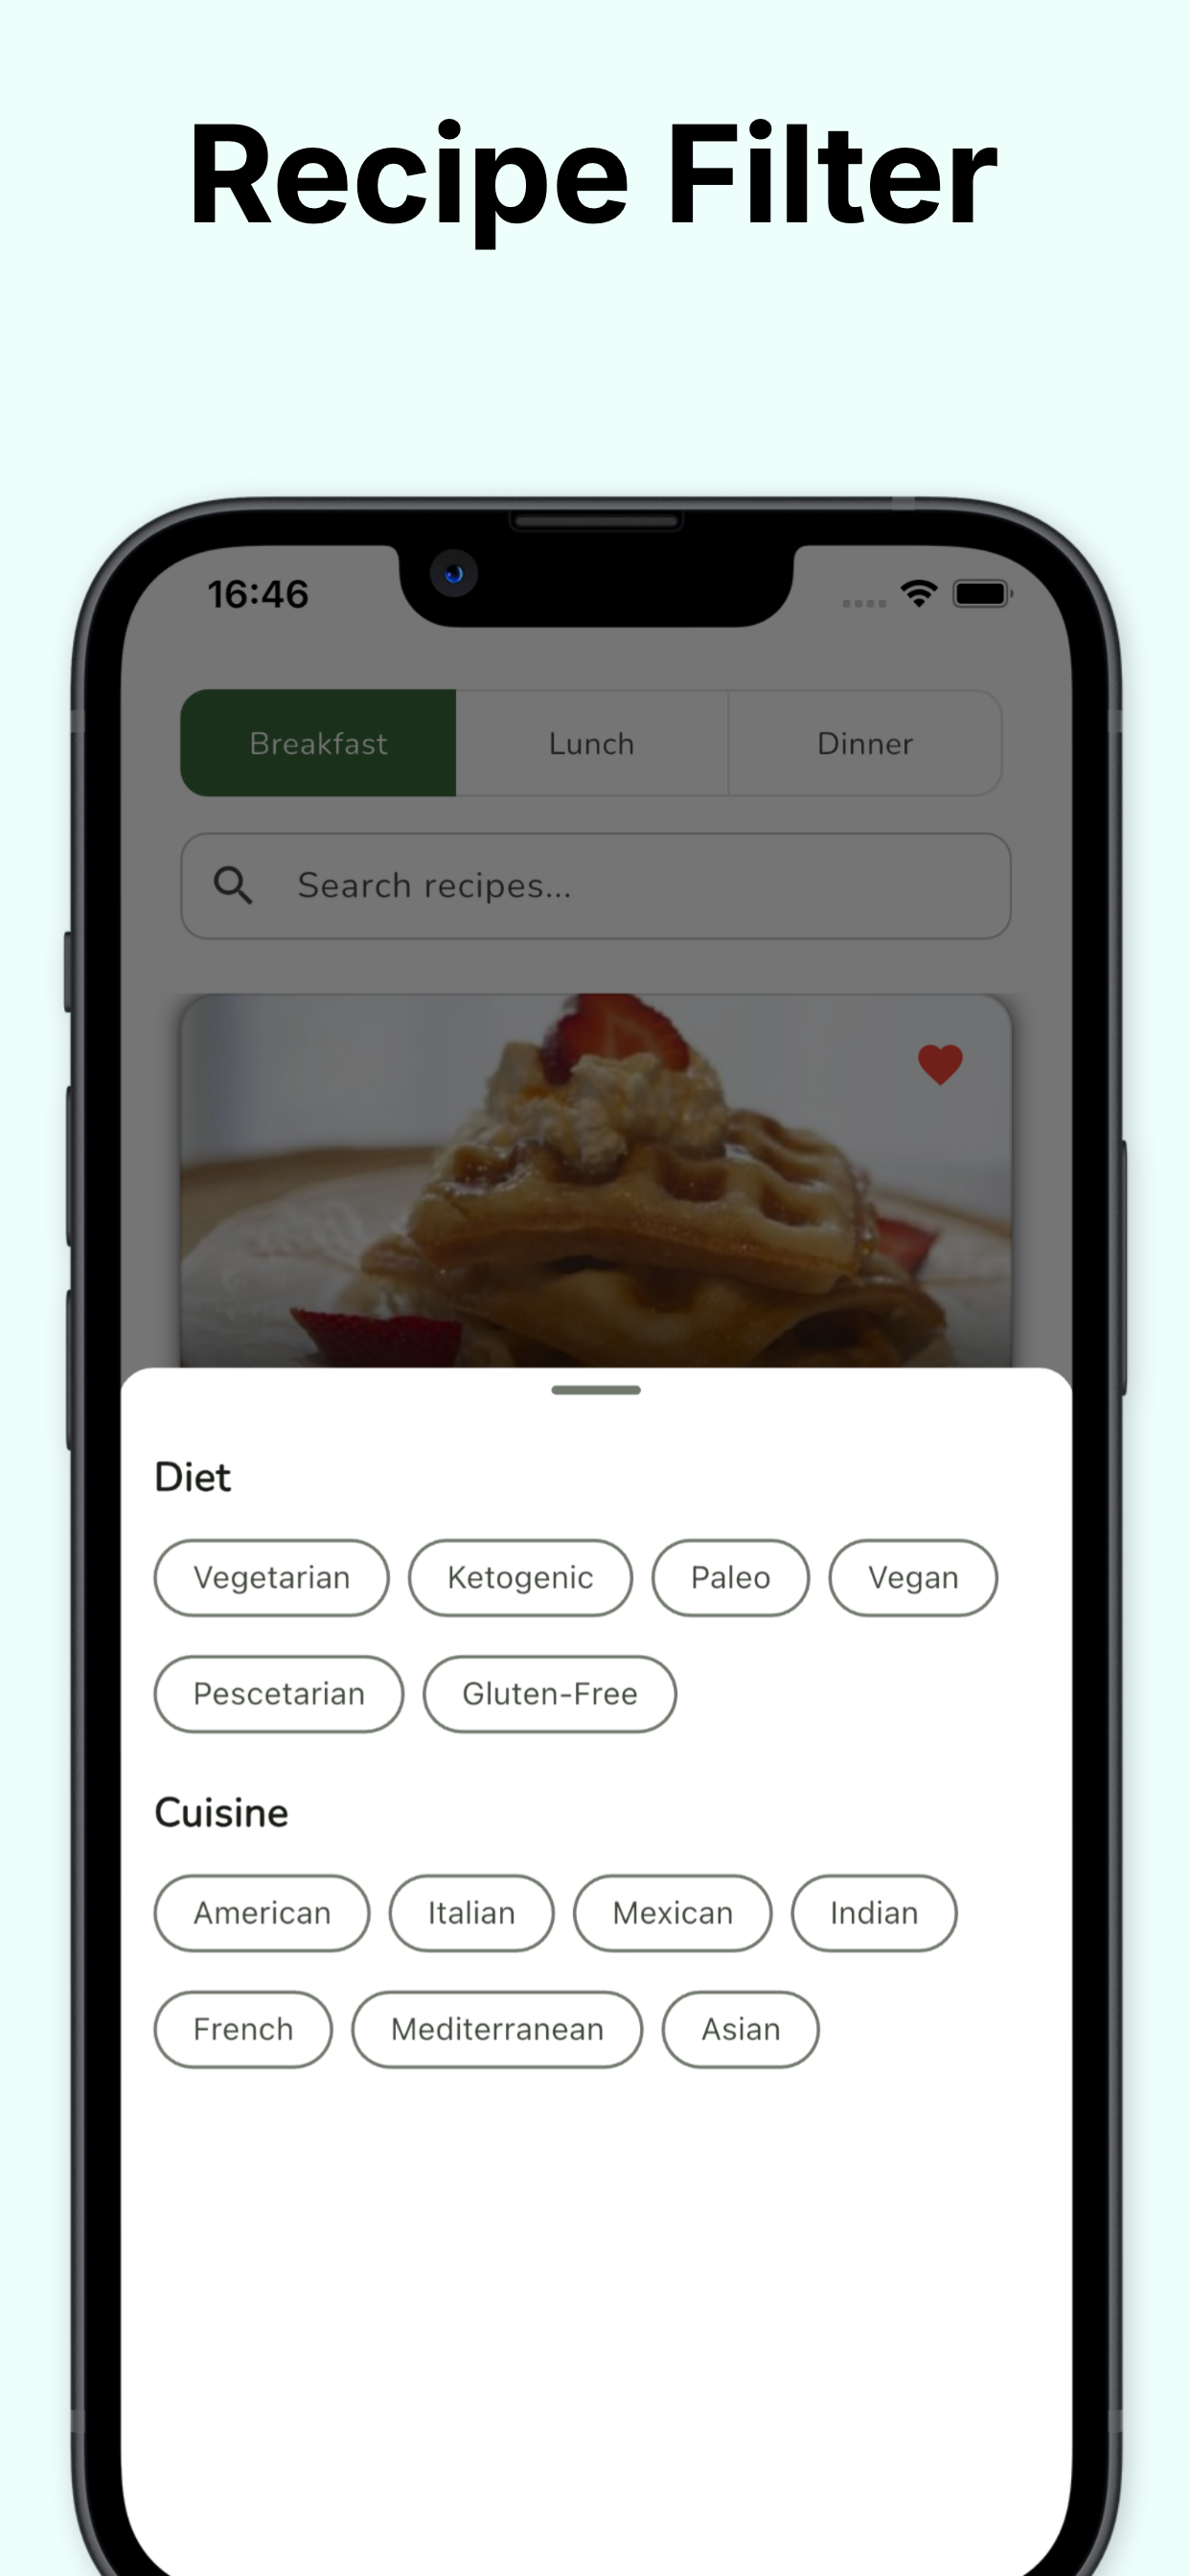 Recipe Filter
16:46
Breakfast Lunch Dinner
Search recipes...
Diet
Vegetarian Ketogenic Paleo Vegan
Pescetarian Gluten-Free
Cuisine
American Italian Mexican Indian
French Mediterranean Asian